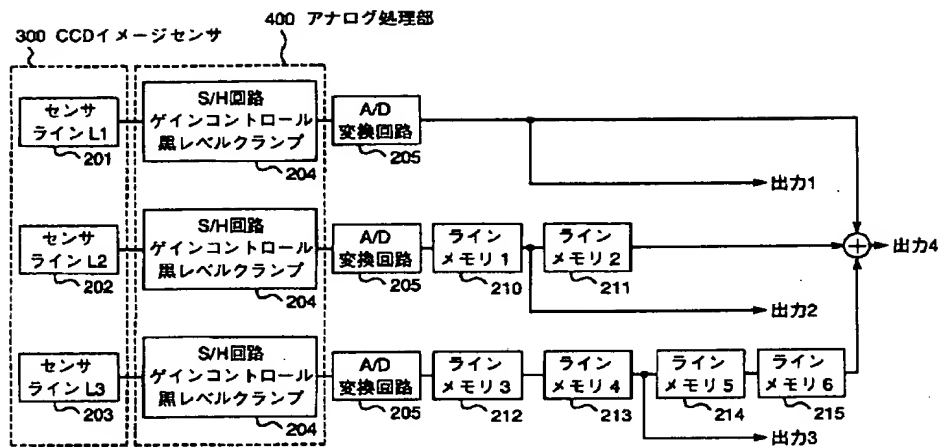 400 アナログ処理部
300 CCDイメージセンサ
センサ
ラインL1
201
S/H回路
ゲインコントロール
黒レベルクランプ
204
A/D
変換回路
205
出力1
センサ
ラインL2
202
S/H回路
ゲインコントロール
黒レベルクランプ
204
A/D
変換回路
205
ライン
メモリ1
210
ライン
メモリ2
211
出力4
出力2
センサ
ラインL3
203
S/H回路
ゲインコントロール
黒レベルクランプ
204
A/D
変換回路
205
ライン
メモリ3
212
ライン
メモリ4
213
ライン
メモリ5
214
ライン
メモリ6
215
出力3